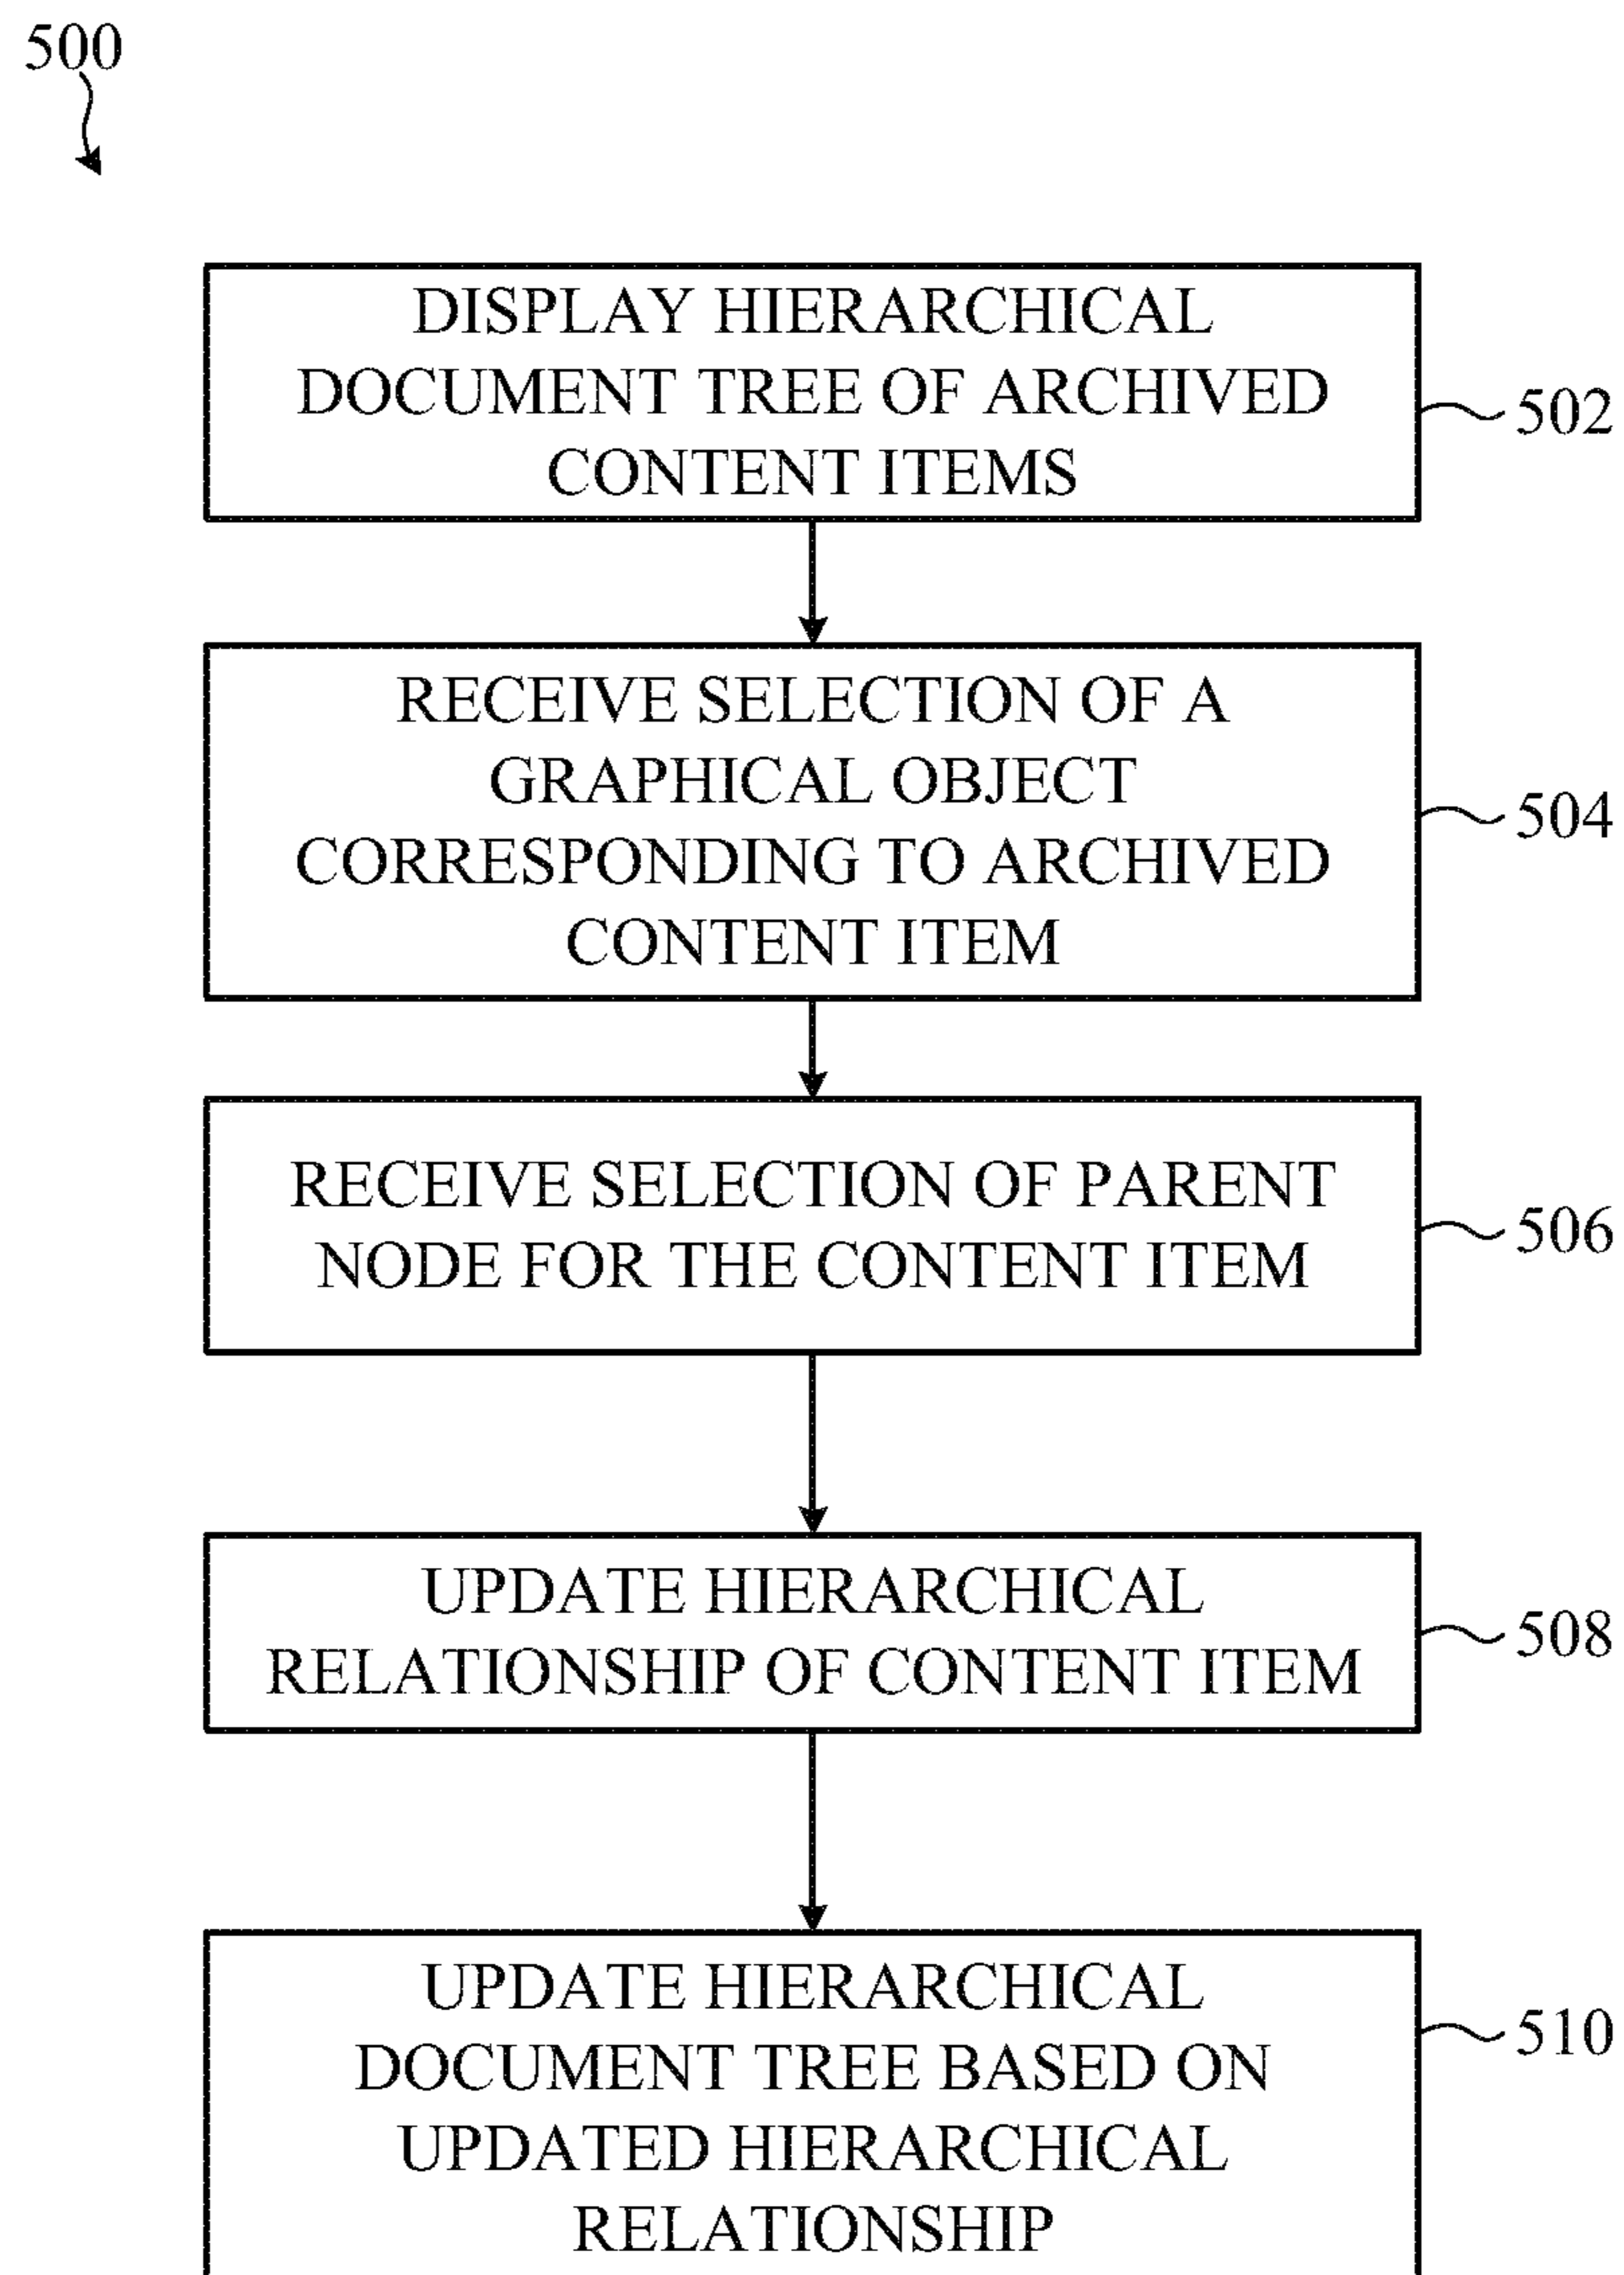 500
DISPLAY HIERARCHICAL
DOCUMENT TREE OF ARCHIVED
CONTENT ITEMS
502
RECEIVE SELECTION OF A
GRAPHICAL OBJECT
CORRESPONDING TO ARCHIVED
CONTENT ITEM
504
RECEIVE SELECTION OF PARENT
NODE FOR THE CONTENT ITEM
506
UPDATE HIERARCHICAL
RELATIONSHIP OF CONTENT ITEM
508
UPDATE HIERARCHICAL
DOCUMENT TREE BASED ON
UPDATED HIERARCHICAL
RELATIONSHIP
510